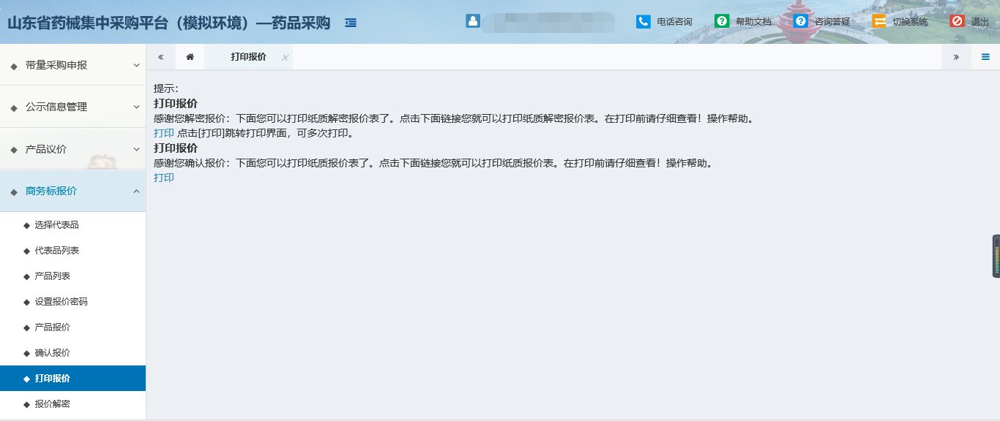 山东省药械集中采购平台（模拟环境）—药品采购
电话咨询
帮助文档
咨询答疑
切换系统
退出
带量采购申报
公示信息管理
产品议价
商务标报价
选择代表品
代表品列表
产品列表
设置报价密码
产品报价
确认报价
打印报价
报价解密
打印报价
提示：
打印报价
感谢您解密报价：下面您可以打印纸质解密报价表了。点击下面链接您就可以打印纸质解密报价表。在打印前请仔细查看！操作帮助。
打印 点击[打印]跳转打印界面，可多次打印。
打印报价
感谢您确认报价：下面您可以打印纸质报价表了。点击下面链接您就可以打印纸质报价表。在打印前请仔细查看！操作帮助。
打印